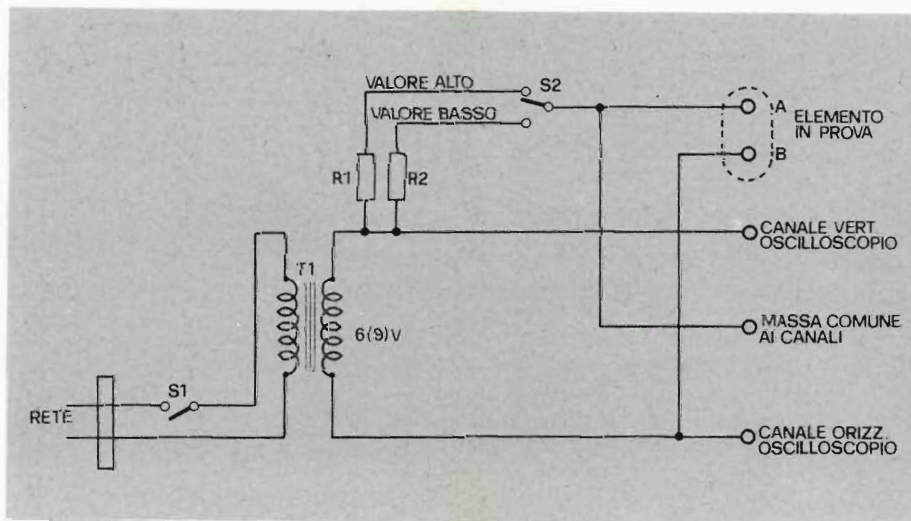 VALORE ALTO
S2
VALORE BASSO
A
ELEMENTO
IN PROVA
B
R1
R2
CANALE VERT.
OSCILLOSCOPIO
T1
6(9)V
MASSA COMUNE
AI CANALI
S1
RETE
CANALE ORIZZ.
OSCILLOSCOPIO